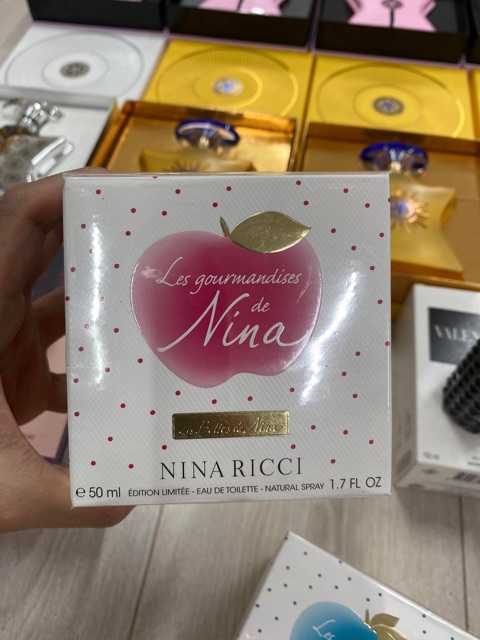 Les gourmandises
de
Nina
Les Belles de Nina
NINA RICCI
e 50 ml ÉDITION LIMITÉE - EAU DE TOILETTE - NATURAL SPRAY 1.7 FL OZ
VALEN
Les